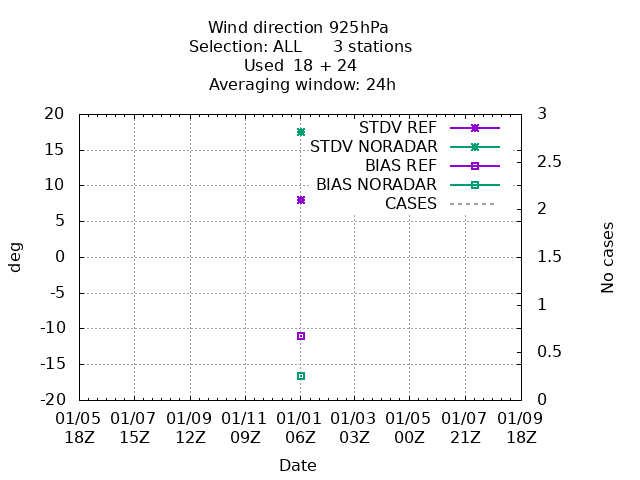 Wind direction 925hPa
Selection: ALL 3 stations
Used 18 + 24
Averaging window: 24h
STDV REF
STDV NORADAR
BIAS REF
BIAS NORADAR
CASES
20
15
10
5
0
-5
-10
-15
-20
deg
3
2.5
2
1.5
1
0.5
0
No cases
01/05 01/07 01/09 01/11 01/01 01/03 01/05 01/07 01/09
18Z 15Z 12Z 09Z 06Z 03Z 00Z 21Z 18Z
Date